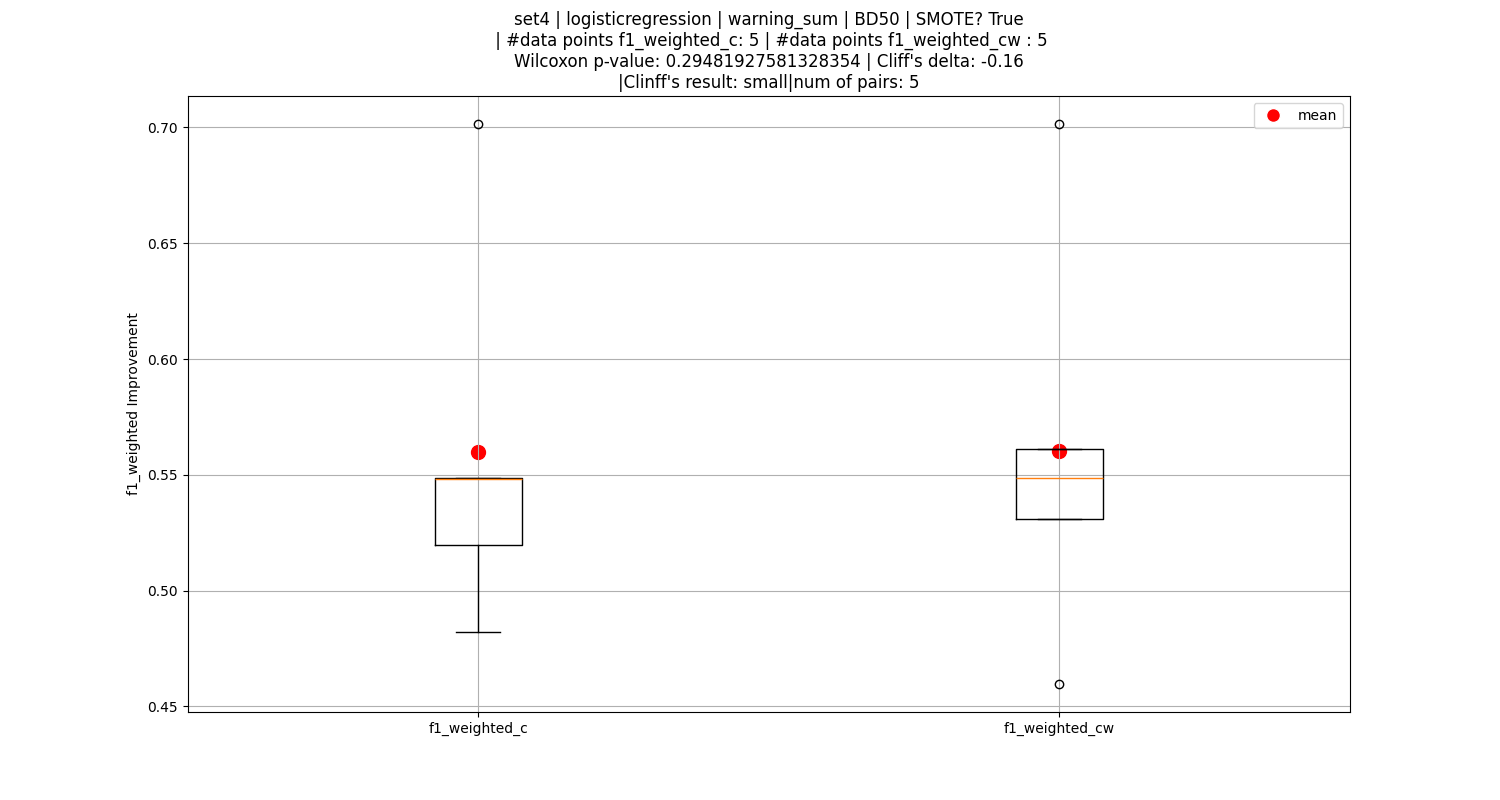 set4 | logisticregression | warning_sum | BD50 | SMOTE? True
| #data points f1_weighted_c: 5 | #data points f1_weighted_cw : 5
Wilcoxon p-value: 0.29481927581328354 | Cliff's delta: -0.16
|Clinff's result: small|num of pairs: 5
mean
0.70
0.65
0.60
0.55
0.50
0.45
f1_weighted Improvement
f1_weighted_c
f1_weighted_cw